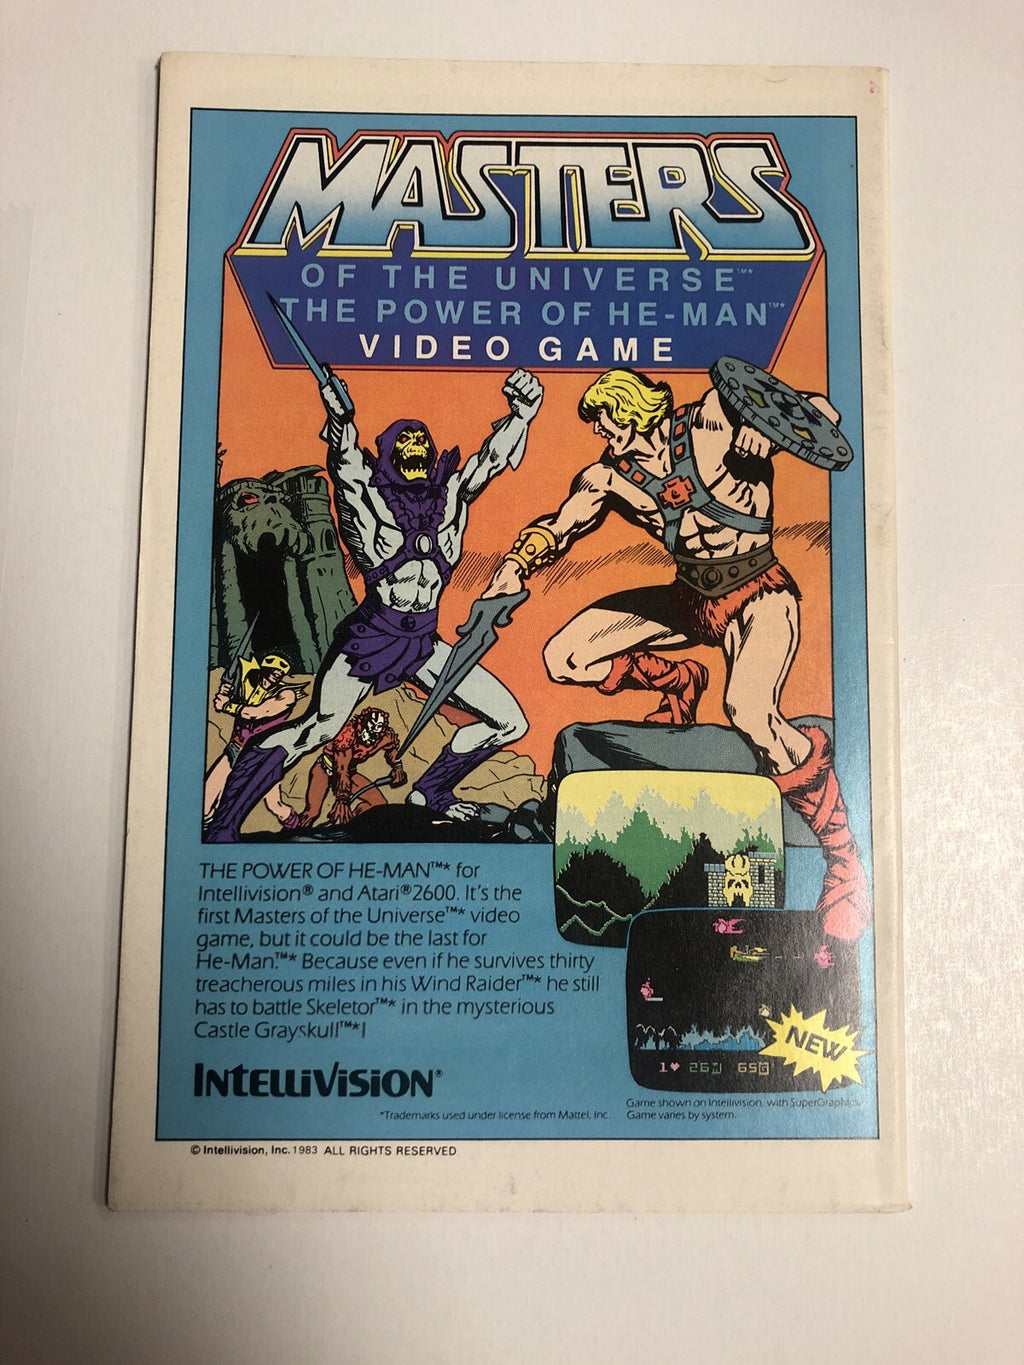 MASTERS
OF THE UNIVERSE™*
THE POWER OF HE-MAN™*
VIDEO GAME
THE POWER OF HE-MAN™* for
Intellivision® and Atari® 2600. It's the
first Masters of the Universe™* video
game, but it could be the last for
He-Man.™* Because even if he survives thirty
treacherous miles in his Wind Raider™* he still
has to battle Skeletor™* in the mysterious
Castle Grayskull™*!
INTELLIVISION®
*Trademarks used under license from Mattel, Inc.
NEW
Game shown on Intellivision, with SuperGraphics.
Game varies by system.
© Intellivision, Inc. 1983 ALL RIGHTS RESERVED